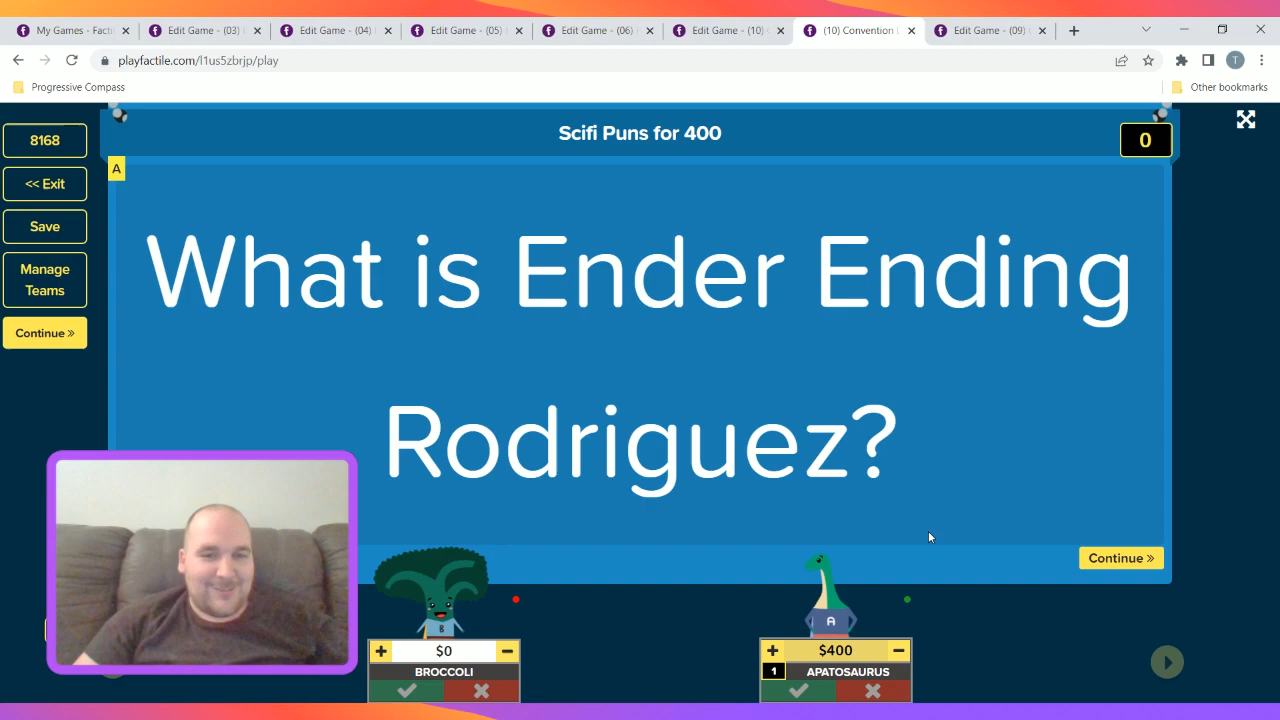 My Games - Facti
Edit Game - (03)
Edit Game - (04)
Edit Game - (05)
Edit Game - (06)
Edit Game - (10)
(10) Convention
Edit Game - (09)
playfactile.com/l1us5zbrjp/play
T
Progressive Compass
Other bookmarks
8168
<< Exit
Save
Manage
Teams
Continue »
Scifi Puns for 400
0
A
What is Ender Ending
Rodriguez?
Continue »
B
A
+ $0 −
BROCCOLI
+ $400 −
1 APATOSAURUS